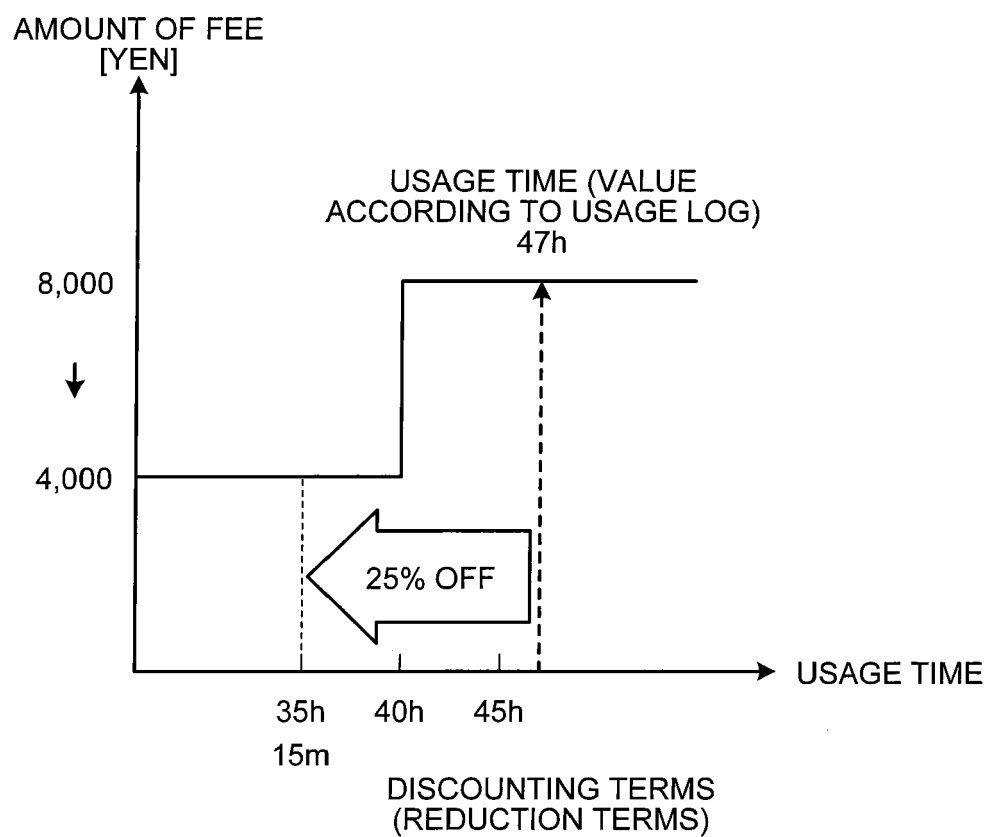 AMOUNT OF FEE
[YEN]
USAGE TIME (VALUE
ACCORDING TO USAGE LOG)
47h
8,000
4,000
25% OFF
USAGE TIME
35h 40h 45h
15m
DISCOUNTING TERMS
(REDUCTION TERMS)